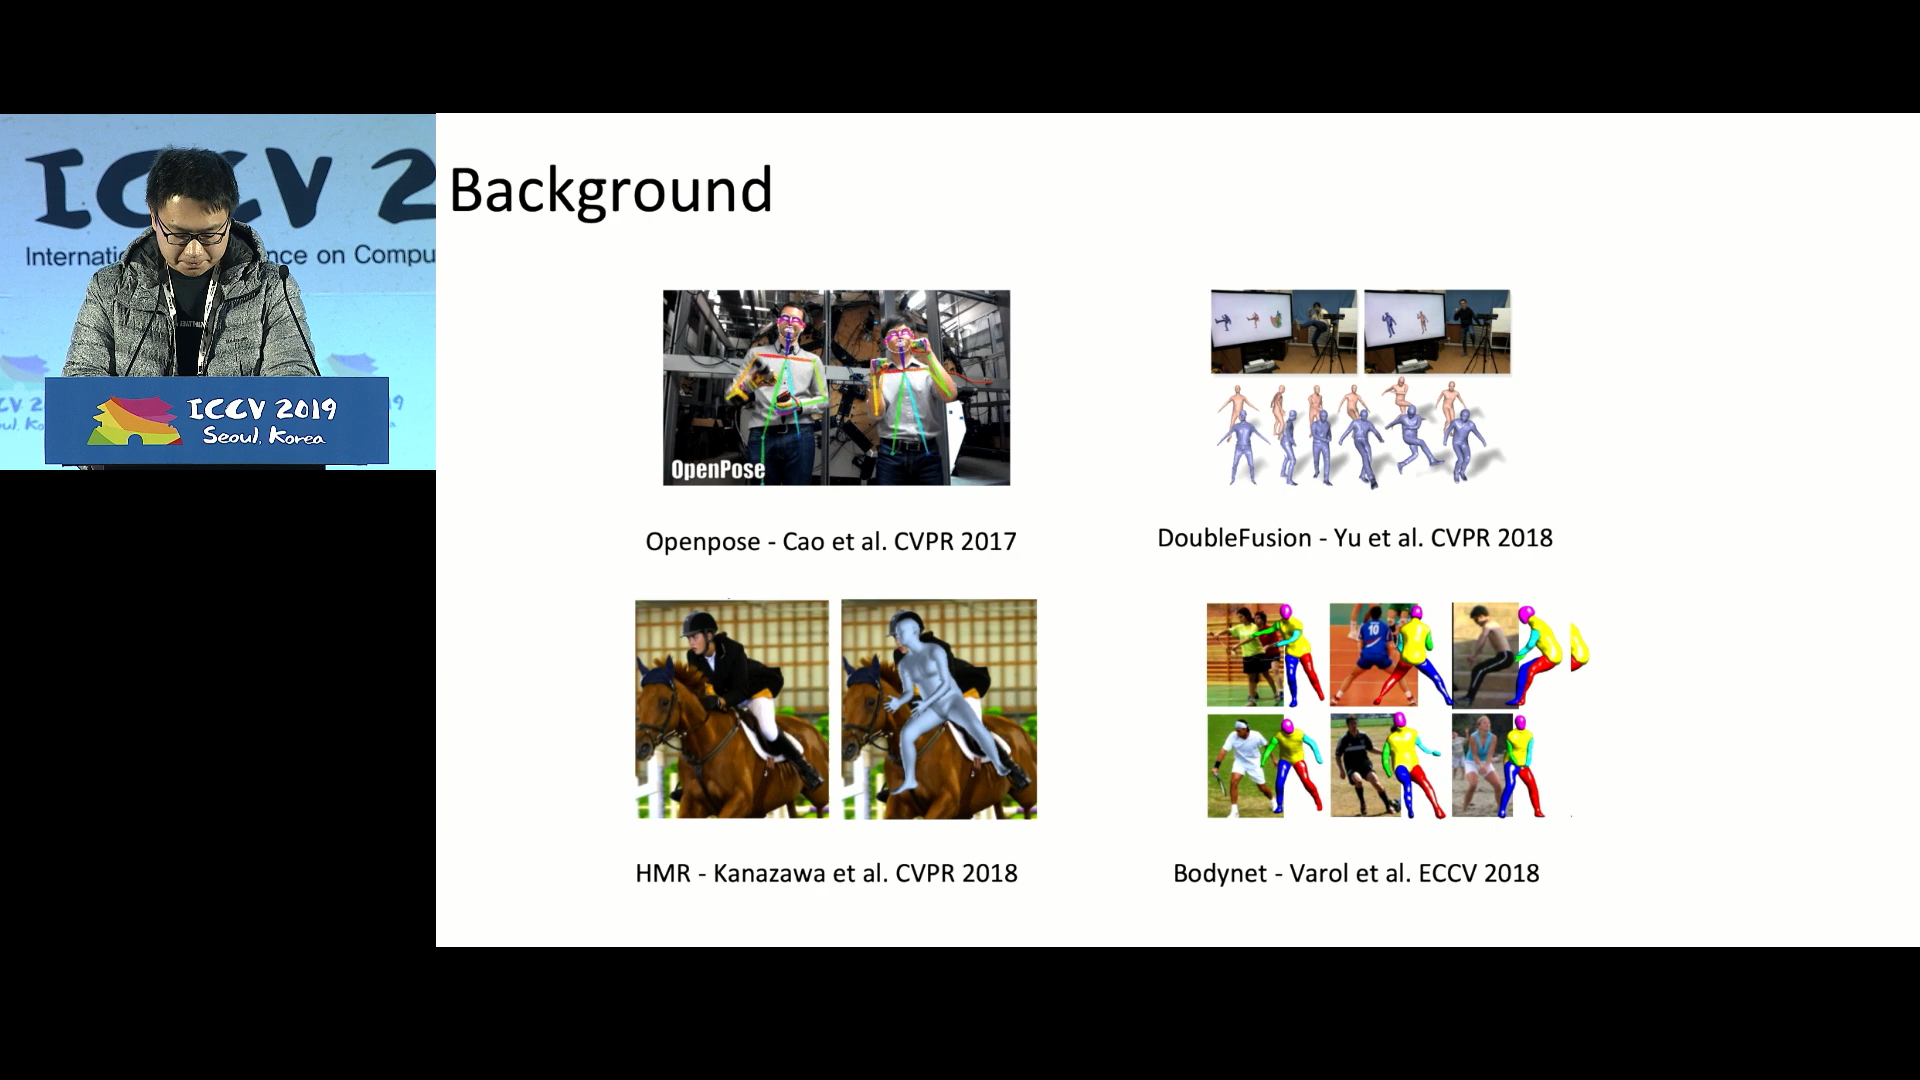 ICCV 2
Internati nce on Compu
ICCV 2019
Seoul, Korea
Background
OpenPose
Openpose - Cao et al. CVPR 2017
DoubleFusion - Yu et al. CVPR 2018
10
HMR - Kanazawa et al. CVPR 2018
Bodynet - Varol et al. ECCV 2018